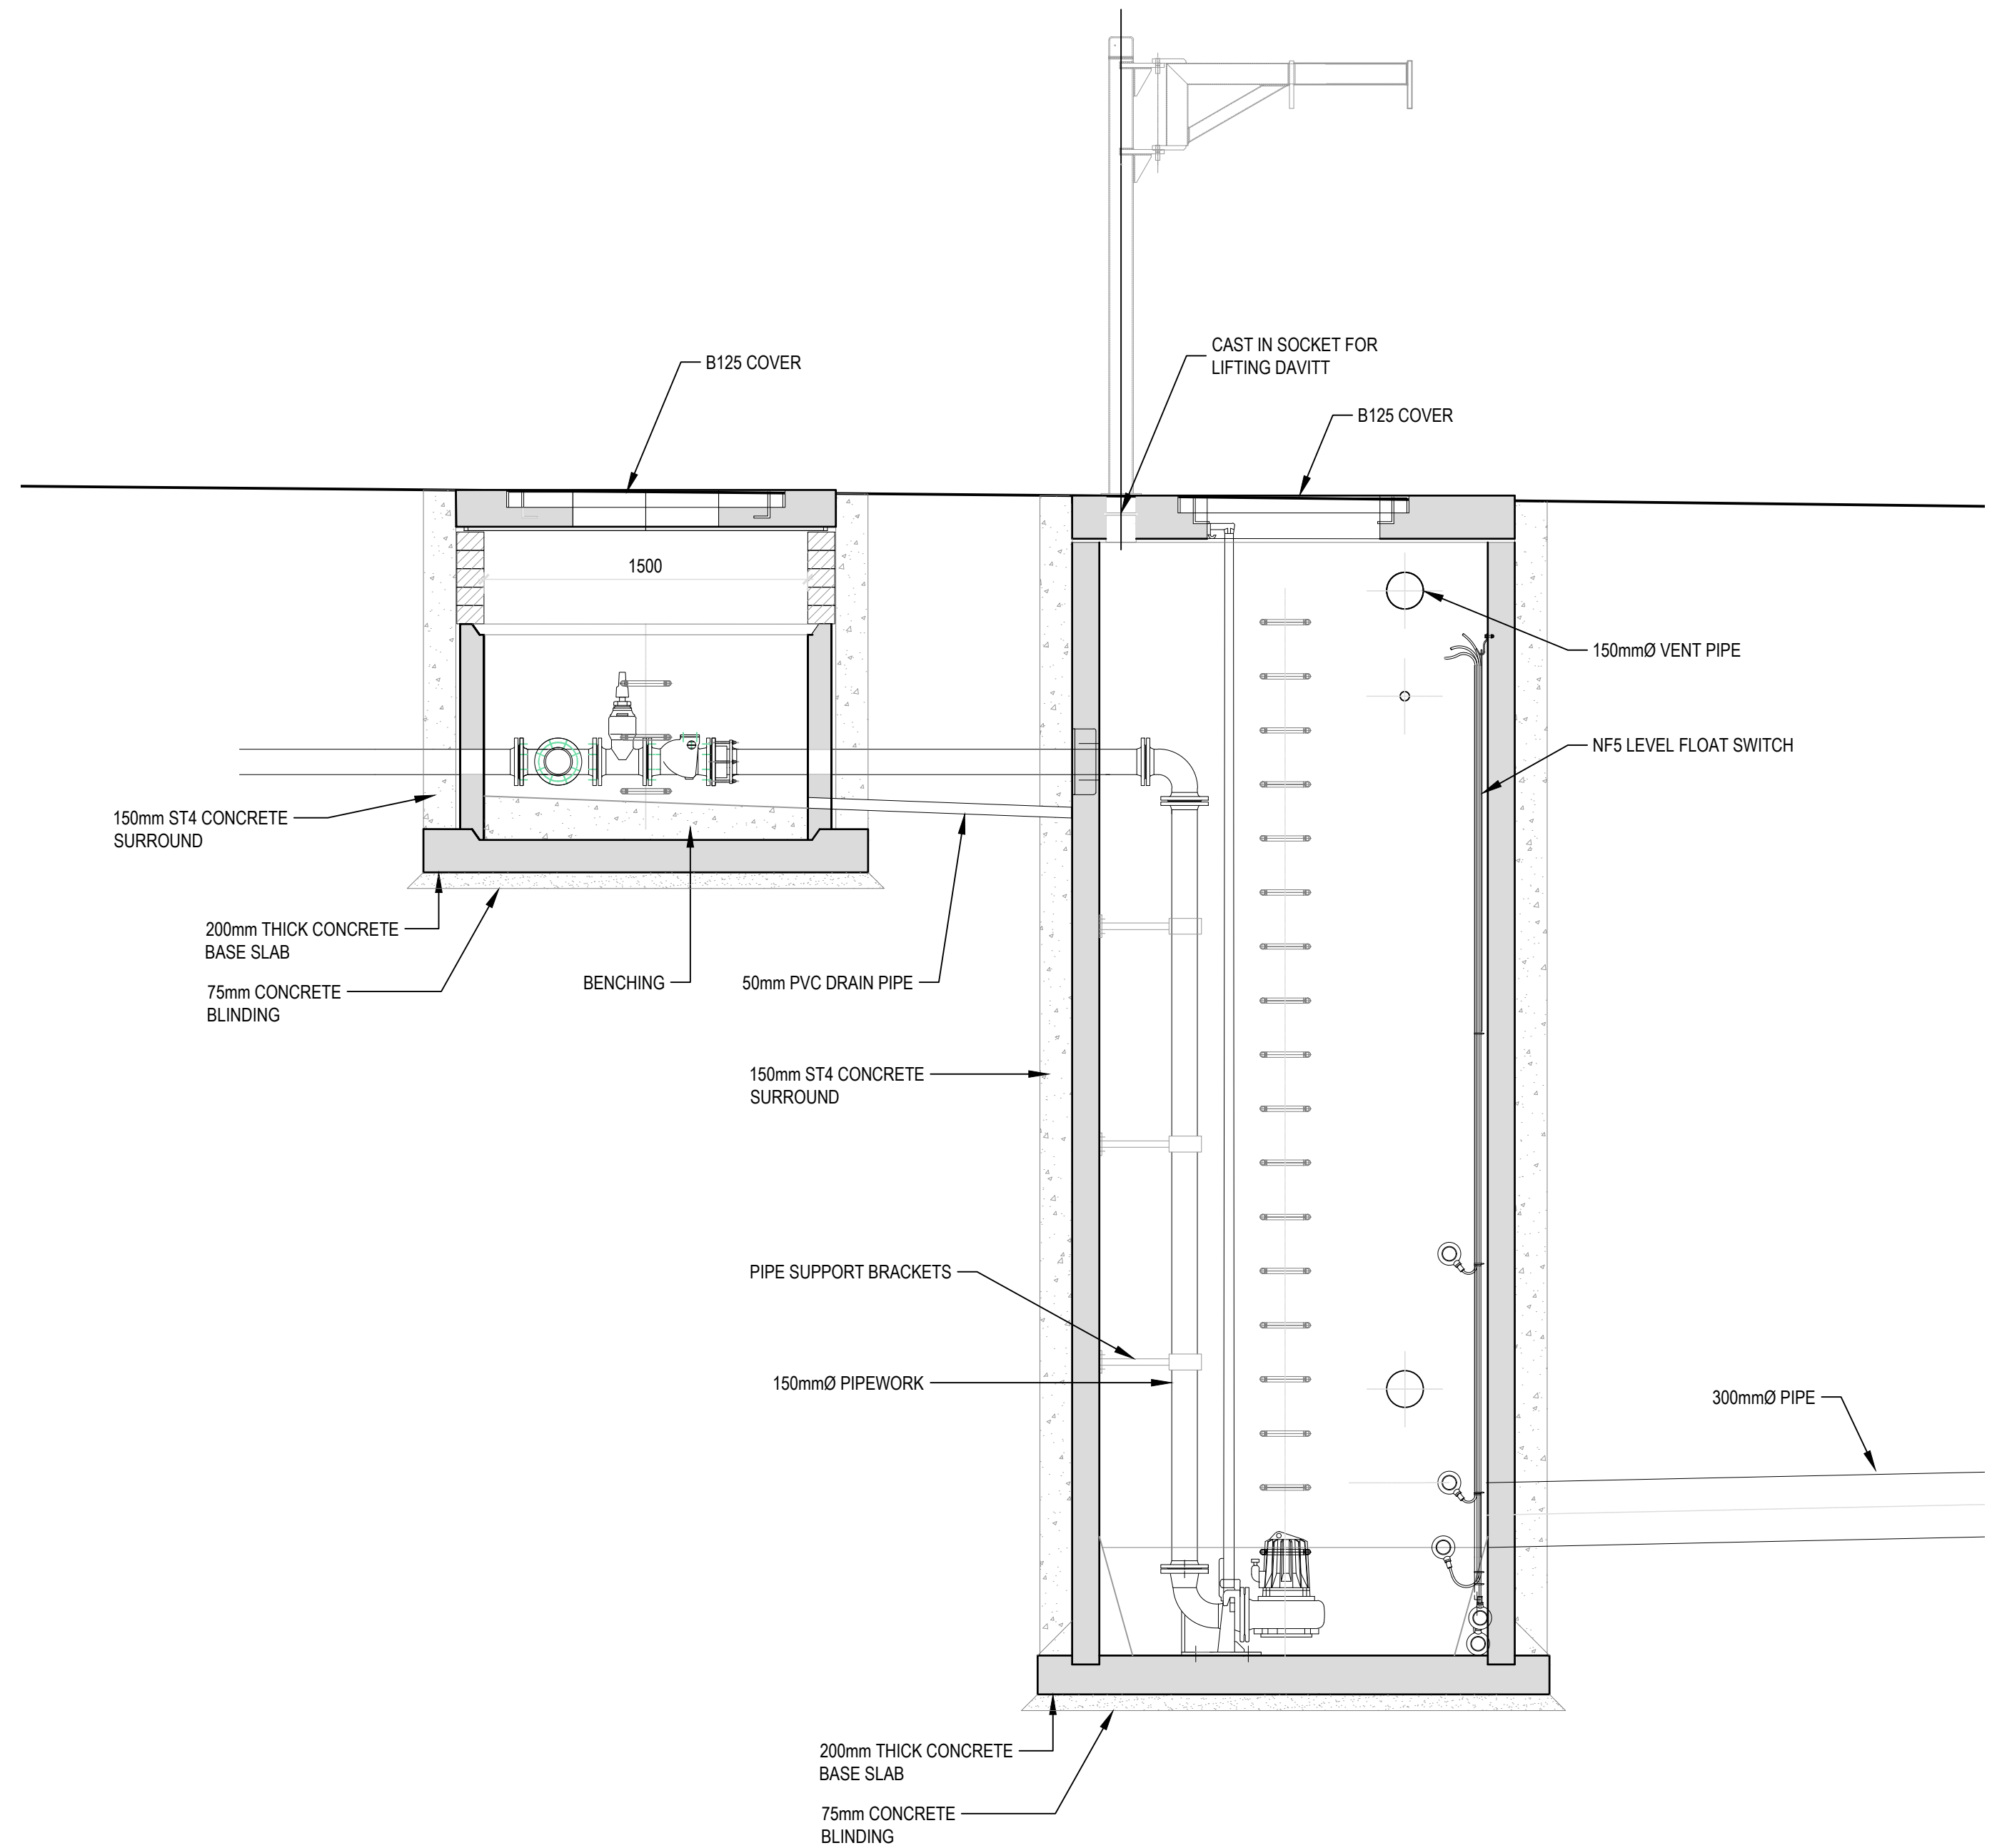 CAST IN SOCKET FOR
LIFTING DAVITT
B125 COVER
B125 COVER
1500
150mmØ VENT PIPE
NF5 LEVEL FLOAT SWITCH
150mm ST4 CONCRETE
SURROUND
200mm THICK CONCRETE
BASE SLAB
75mm CONCRETE
BLINDING
BENCHING
50mm PVC DRAIN PIPE
150mm ST4 CONCRETE
SURROUND
PIPE SUPPORT BRACKETS
150mmØ PIPEWORK
300mmØ PIPE
200mm THICK CONCRETE
BASE SLAB
75mm CONCRETE
BLINDING